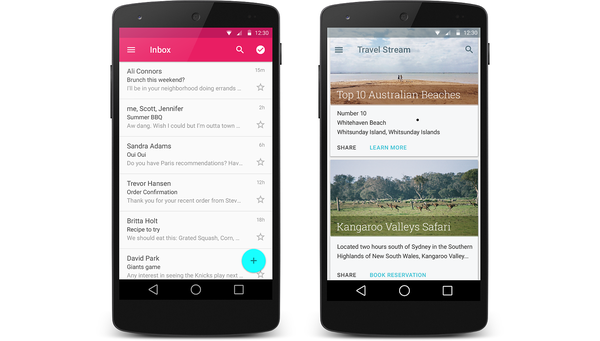 12:30
Inbox
Ali Connors
15m
Brunch this weekend?
I'll be in your neighborhood doing errands ...
me, Scott, Jennifer
2h
Summer BBQ
Aw dang. Wish I could but I'm outta town ...
Sandra Adams
6h
Oui Oui
Do you have Paris recommendations? Hav...
Trevor Hansen
12h
Order Confirmation
Thank you for your recent order from Stev...
Britta Holt
18h
Recipe to try
We should eat this: Grated Squash, Corn, ...
David Park
Giants game
Any interest in seeing the Knicks play next ...
12:30
Travel Stream
Top 10 Australian Beaches
Number 10
Whitehaven Beach
Whitsunday Island, Whitsunday Islands
SHARE LEARN MORE
Kangaroo Valleys Safari
Located two hours south of Sydney in the Southern
Highlands of New South Wales, Kangaroo Valley...
SHARE BOOK RESERVATION